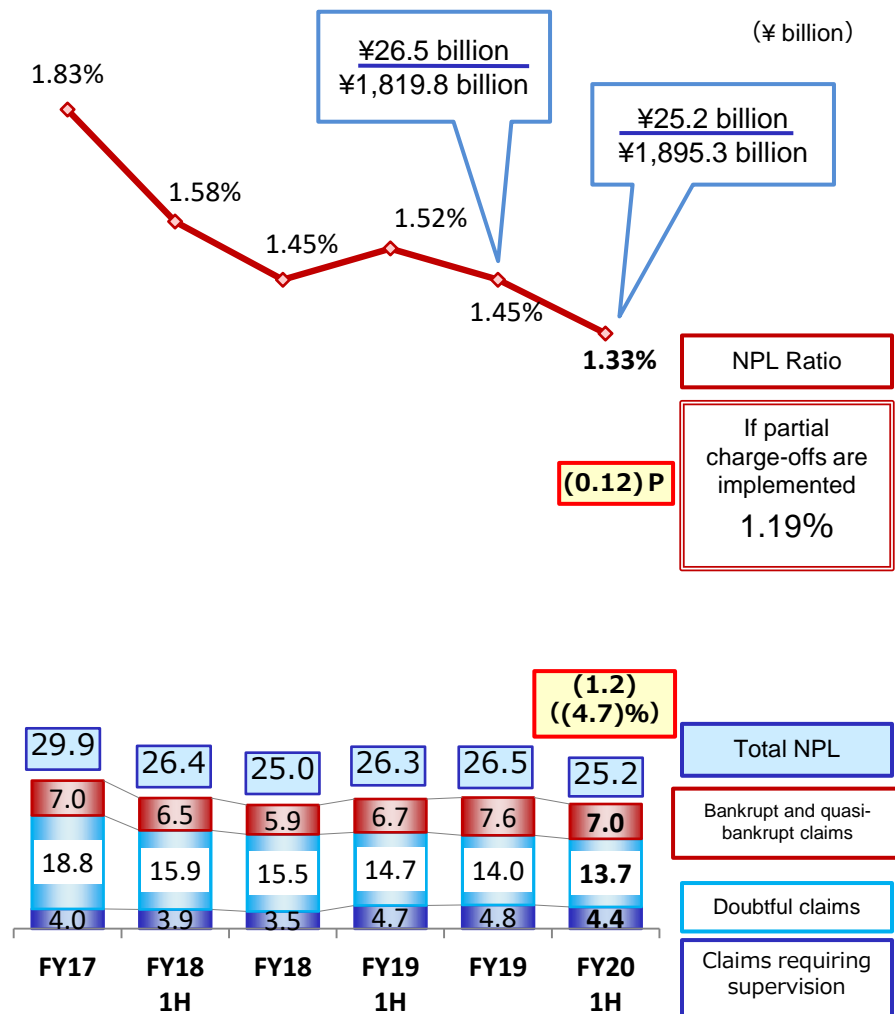 (¥ billion)
¥26.5 billion
¥1,819.8 billion
¥25.2 billion
¥1,895.3 billion
1.83%
1.58%
1.45%
1.52%
1.45%
1.33%
NPL Ratio
If partial
charge-offs are
implemented
1.19%
(0.12) P
(1.2)
((4.7)%)
29.9
26.4
25.0
26.3
26.5
25.2
Total NPL
7.0
6.5
5.9
6.7
7.6
7.0
Bankrupt and quasi-
bankrupt claims
18.8
15.9
15.5
14.7
14.0
13.7
Doubtful claims
4.0
3.9
3.5
4.7
4.8
4.4
Claims requiring
supervision
FY17
FY18
1H
FY18
FY19
1H
FY19
FY20
1H